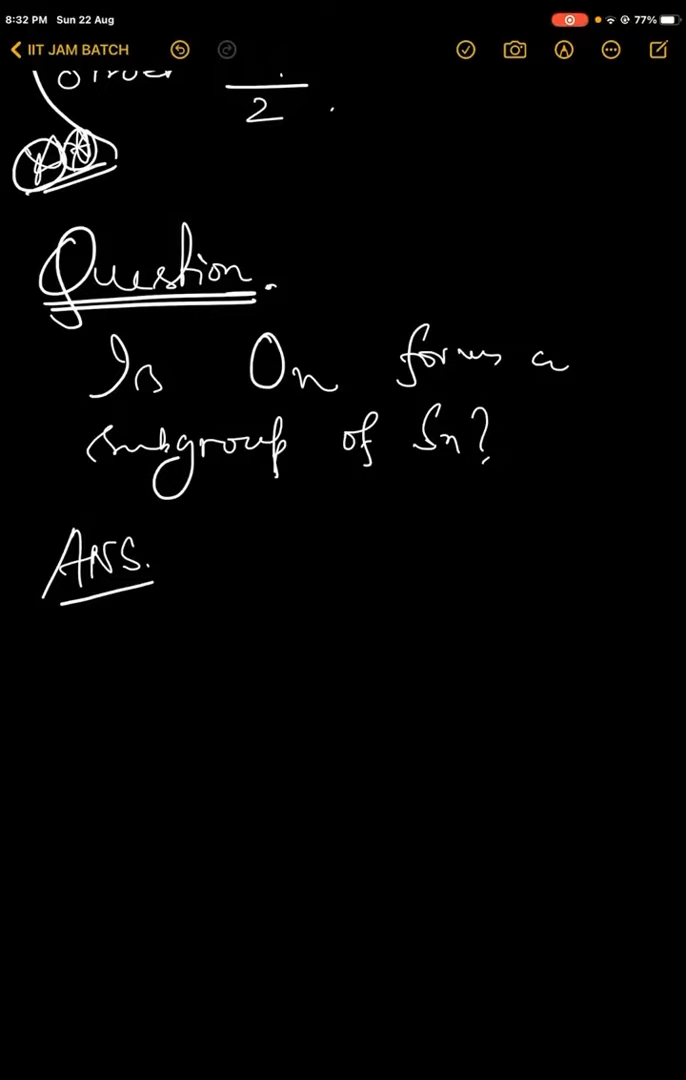 8:32 PM Sun 22 Aug
77%
IIT JAM BATCH
2 .
Question.
Is On forms a
subgroup of Sn?
ANS.